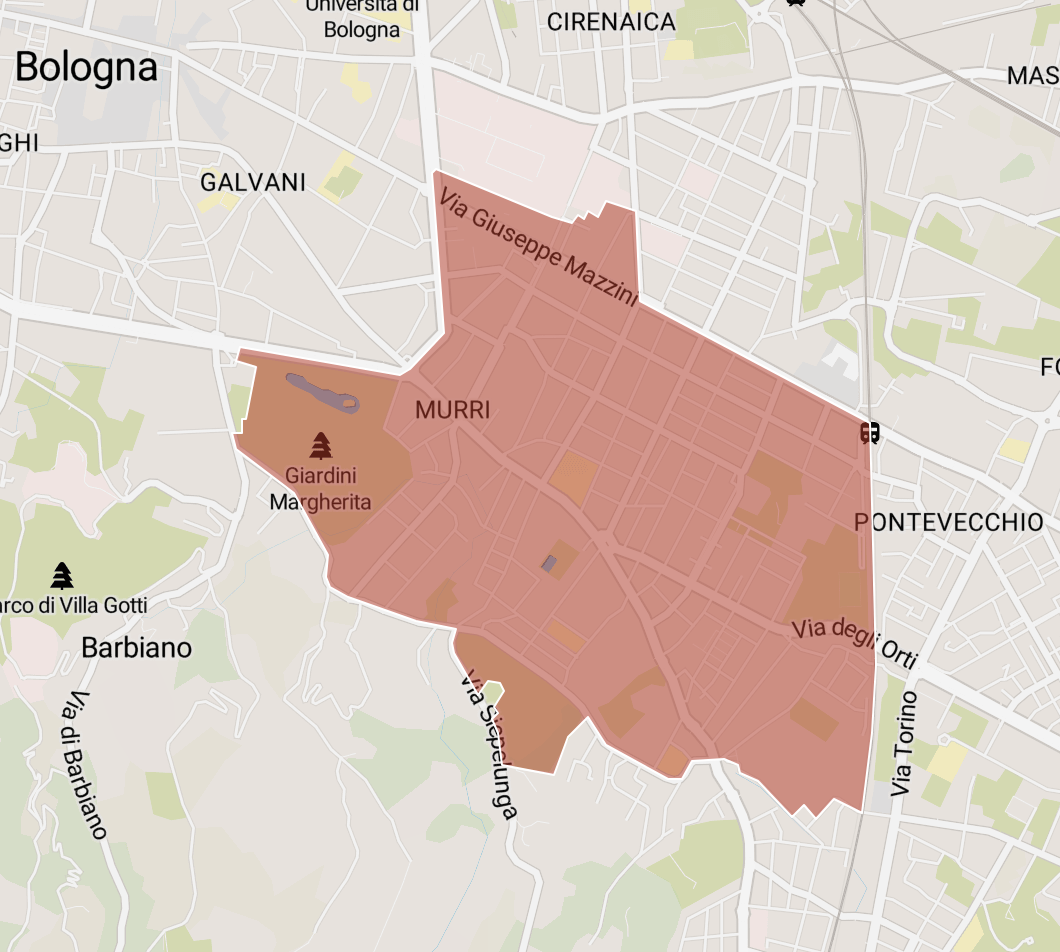 Università di
Bologna
CIRENAICA
Bologna
MAS
GHI
GALVANI
Via Giuseppe Mazzini
FO
MURRI
Giardini
Margherita
PONTEVECCHIO
arco di Villa Gotti
Barbiano
Via degli Orti
Via di Barbiano
Via Siepelunga
Via Torino